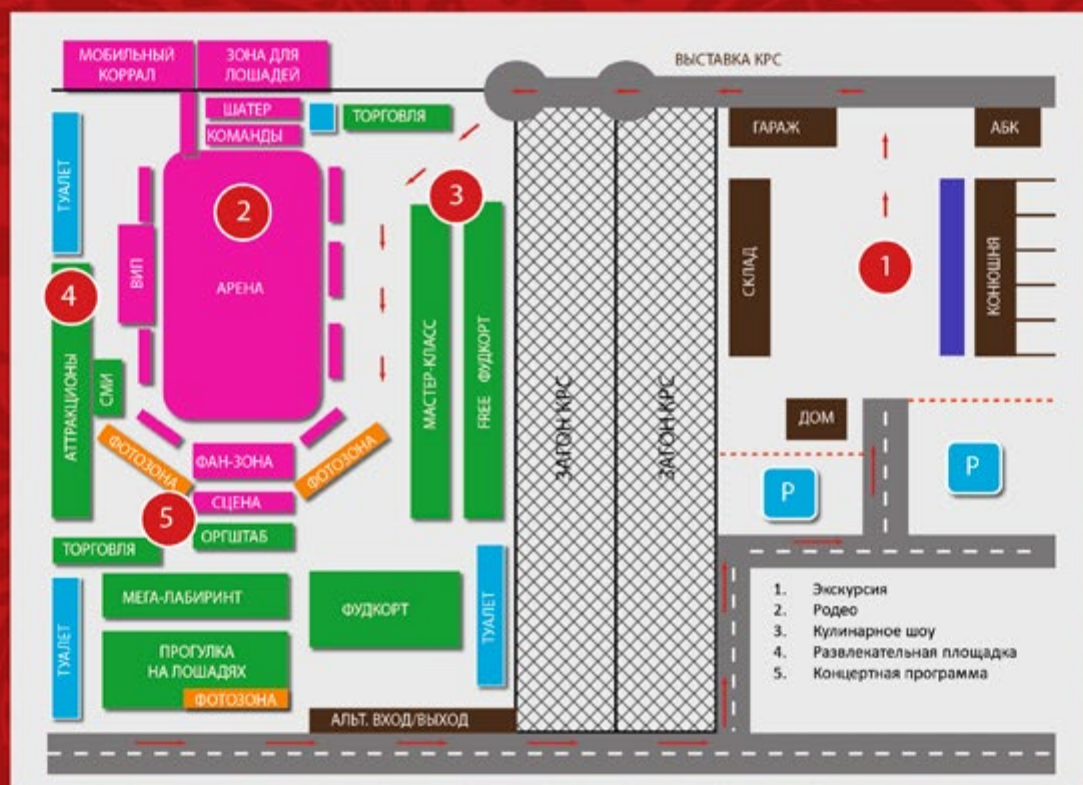 МОБИЛЬНЫЙ
КОРРАЛ
ЗОНА ДЛЯ
ЛОШАДЕЙ
ВЫСТАВКА КРС
ШАТЕР
КОМАНДЫ
ТОРГОВЛЯ
ГАРАЖ
АБК
ТУАЛЕТ
2
3
1
4
ВИП
АРЕНА
СКЛАД
КОНЮШНЯ
АТТРАКЦИОНЫ
СМИ
МАСТЕР-КЛАСС
FREE ФУДКОРТ
ЗАГОН КРС
ЗАГОН КРС
ДОМ
ФОТОЗОНА
ФАН-ЗОНА
ФОТОЗОНА
P
P
СЦЕНА
5
ОРГШТАБ
ТОРГОВЛЯ
ТУАЛЕТ
МЕГА-ЛАБИРИНТ
ФУДКОРТ
ТУАЛЕТ
ПРОГУЛКА
НА ЛОШАДЯХ
ФОТОЗОНА
АЛЬТ. ВХОД/ВЫХОД
1. Экскурсия
2. Родео
3. Кулинарное шоу
4. Развлекательная площадка
5. Концертная программа